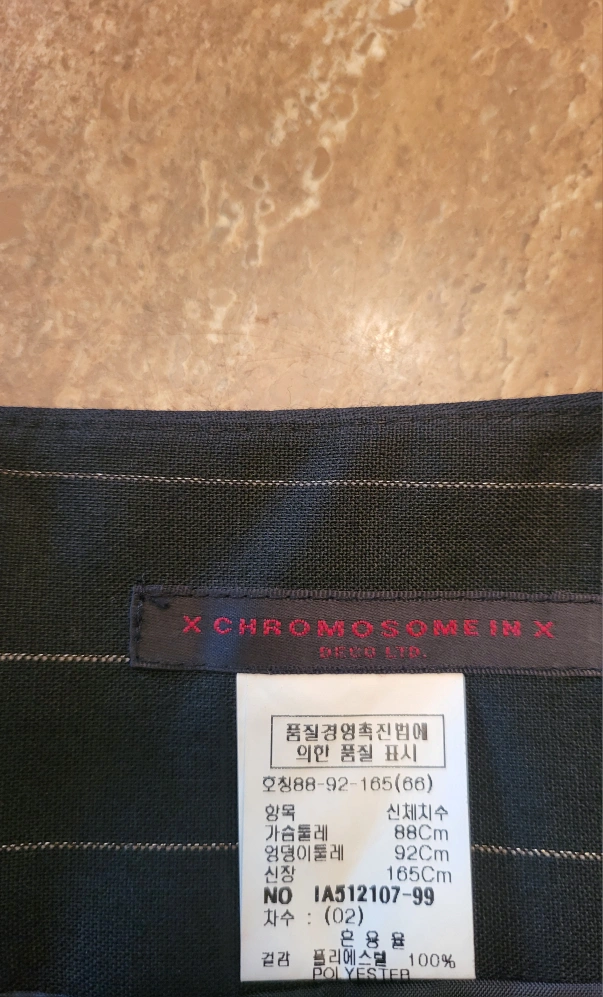 X CHROMOSOME IN X
DECO LTD.
품질경영촉진법에
의한 품질 표시
호칭88-92-165(66)
항목 신체치수
가슴둘레 88Cm
엉덩이둘레 92Cm
신장 165Cm
NO IA512107-99
차수 : (02)
혼 용 율
겉감 폴리에스텔 100%
POLYESTER